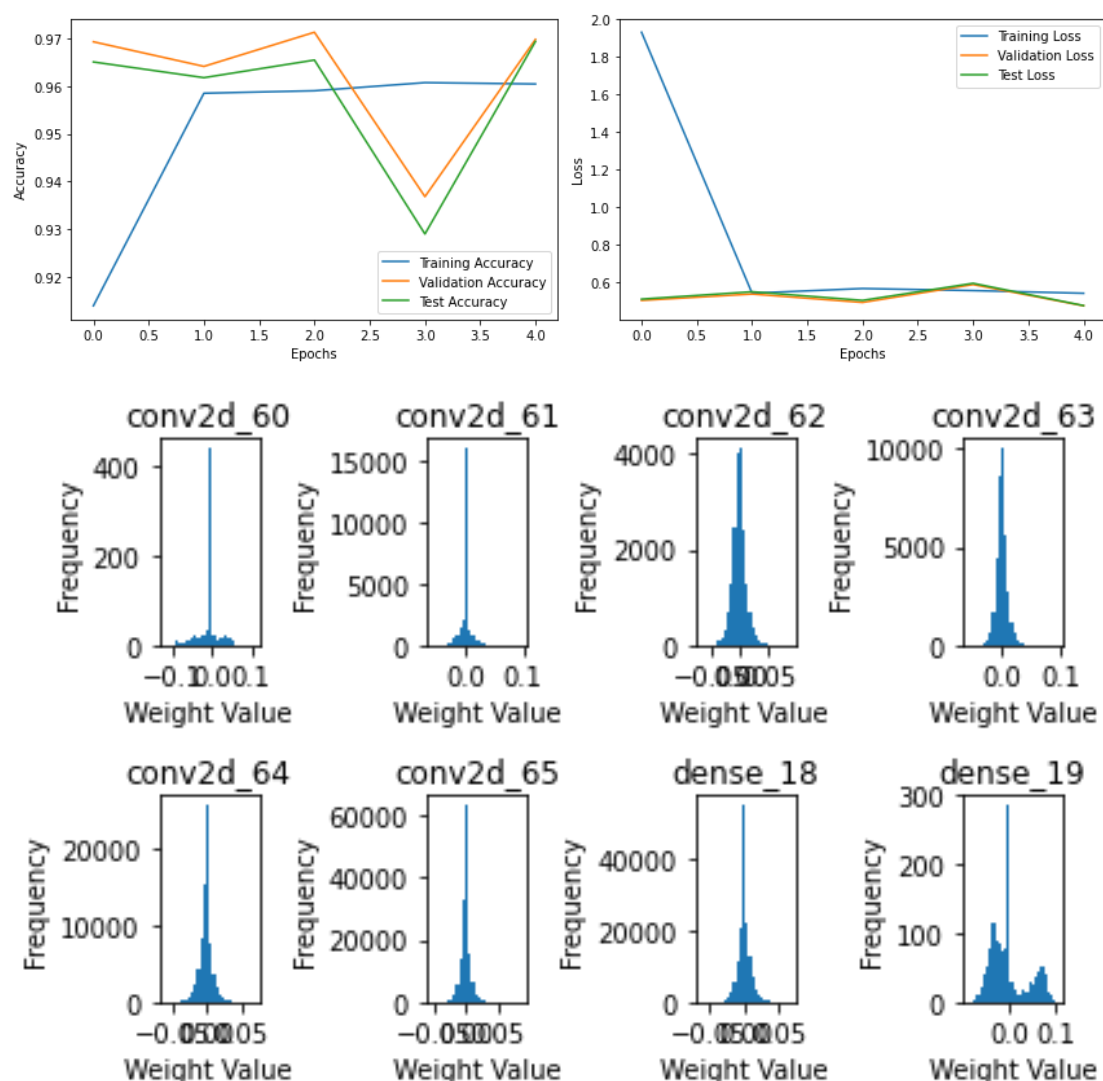 0.97
0.96
0.95
0.94
0.93
0.92
Accuracy
Training Accuracy
Validation Accuracy
Test Accuracy
0.0 0.5 1.0 1.5 2.0 2.5 3.0 3.5 4.0
Epochs
2.0
1.8
1.6
1.4
1.2
1.0
0.8
0.6
Loss
Training Loss
Validation Loss
Test Loss
0.0 0.5 1.0 1.5 2.0 2.5 3.0 3.5 4.0
Epochs
conv2d_60
400
200
0
Frequency
0.1
Weight Value
conv2d_61
15000
10000
5000
0
Frequency
0.0 0.1
Weight Value
conv2d_62
4000
2000
0
Frequency
Weight Value
conv2d_63
10000
5000
0
Frequency
0.0 0.1
Weight Value
conv2d_64
20000
10000
0
Frequency
Weight Value
conv2d_65
60000
40000
20000
0
Frequency
Weight Value
dense_18
40000
20000
0
Frequency
Weight Value
dense_19
300
200
100
0
Frequency
0.0 0.1
Weight Value